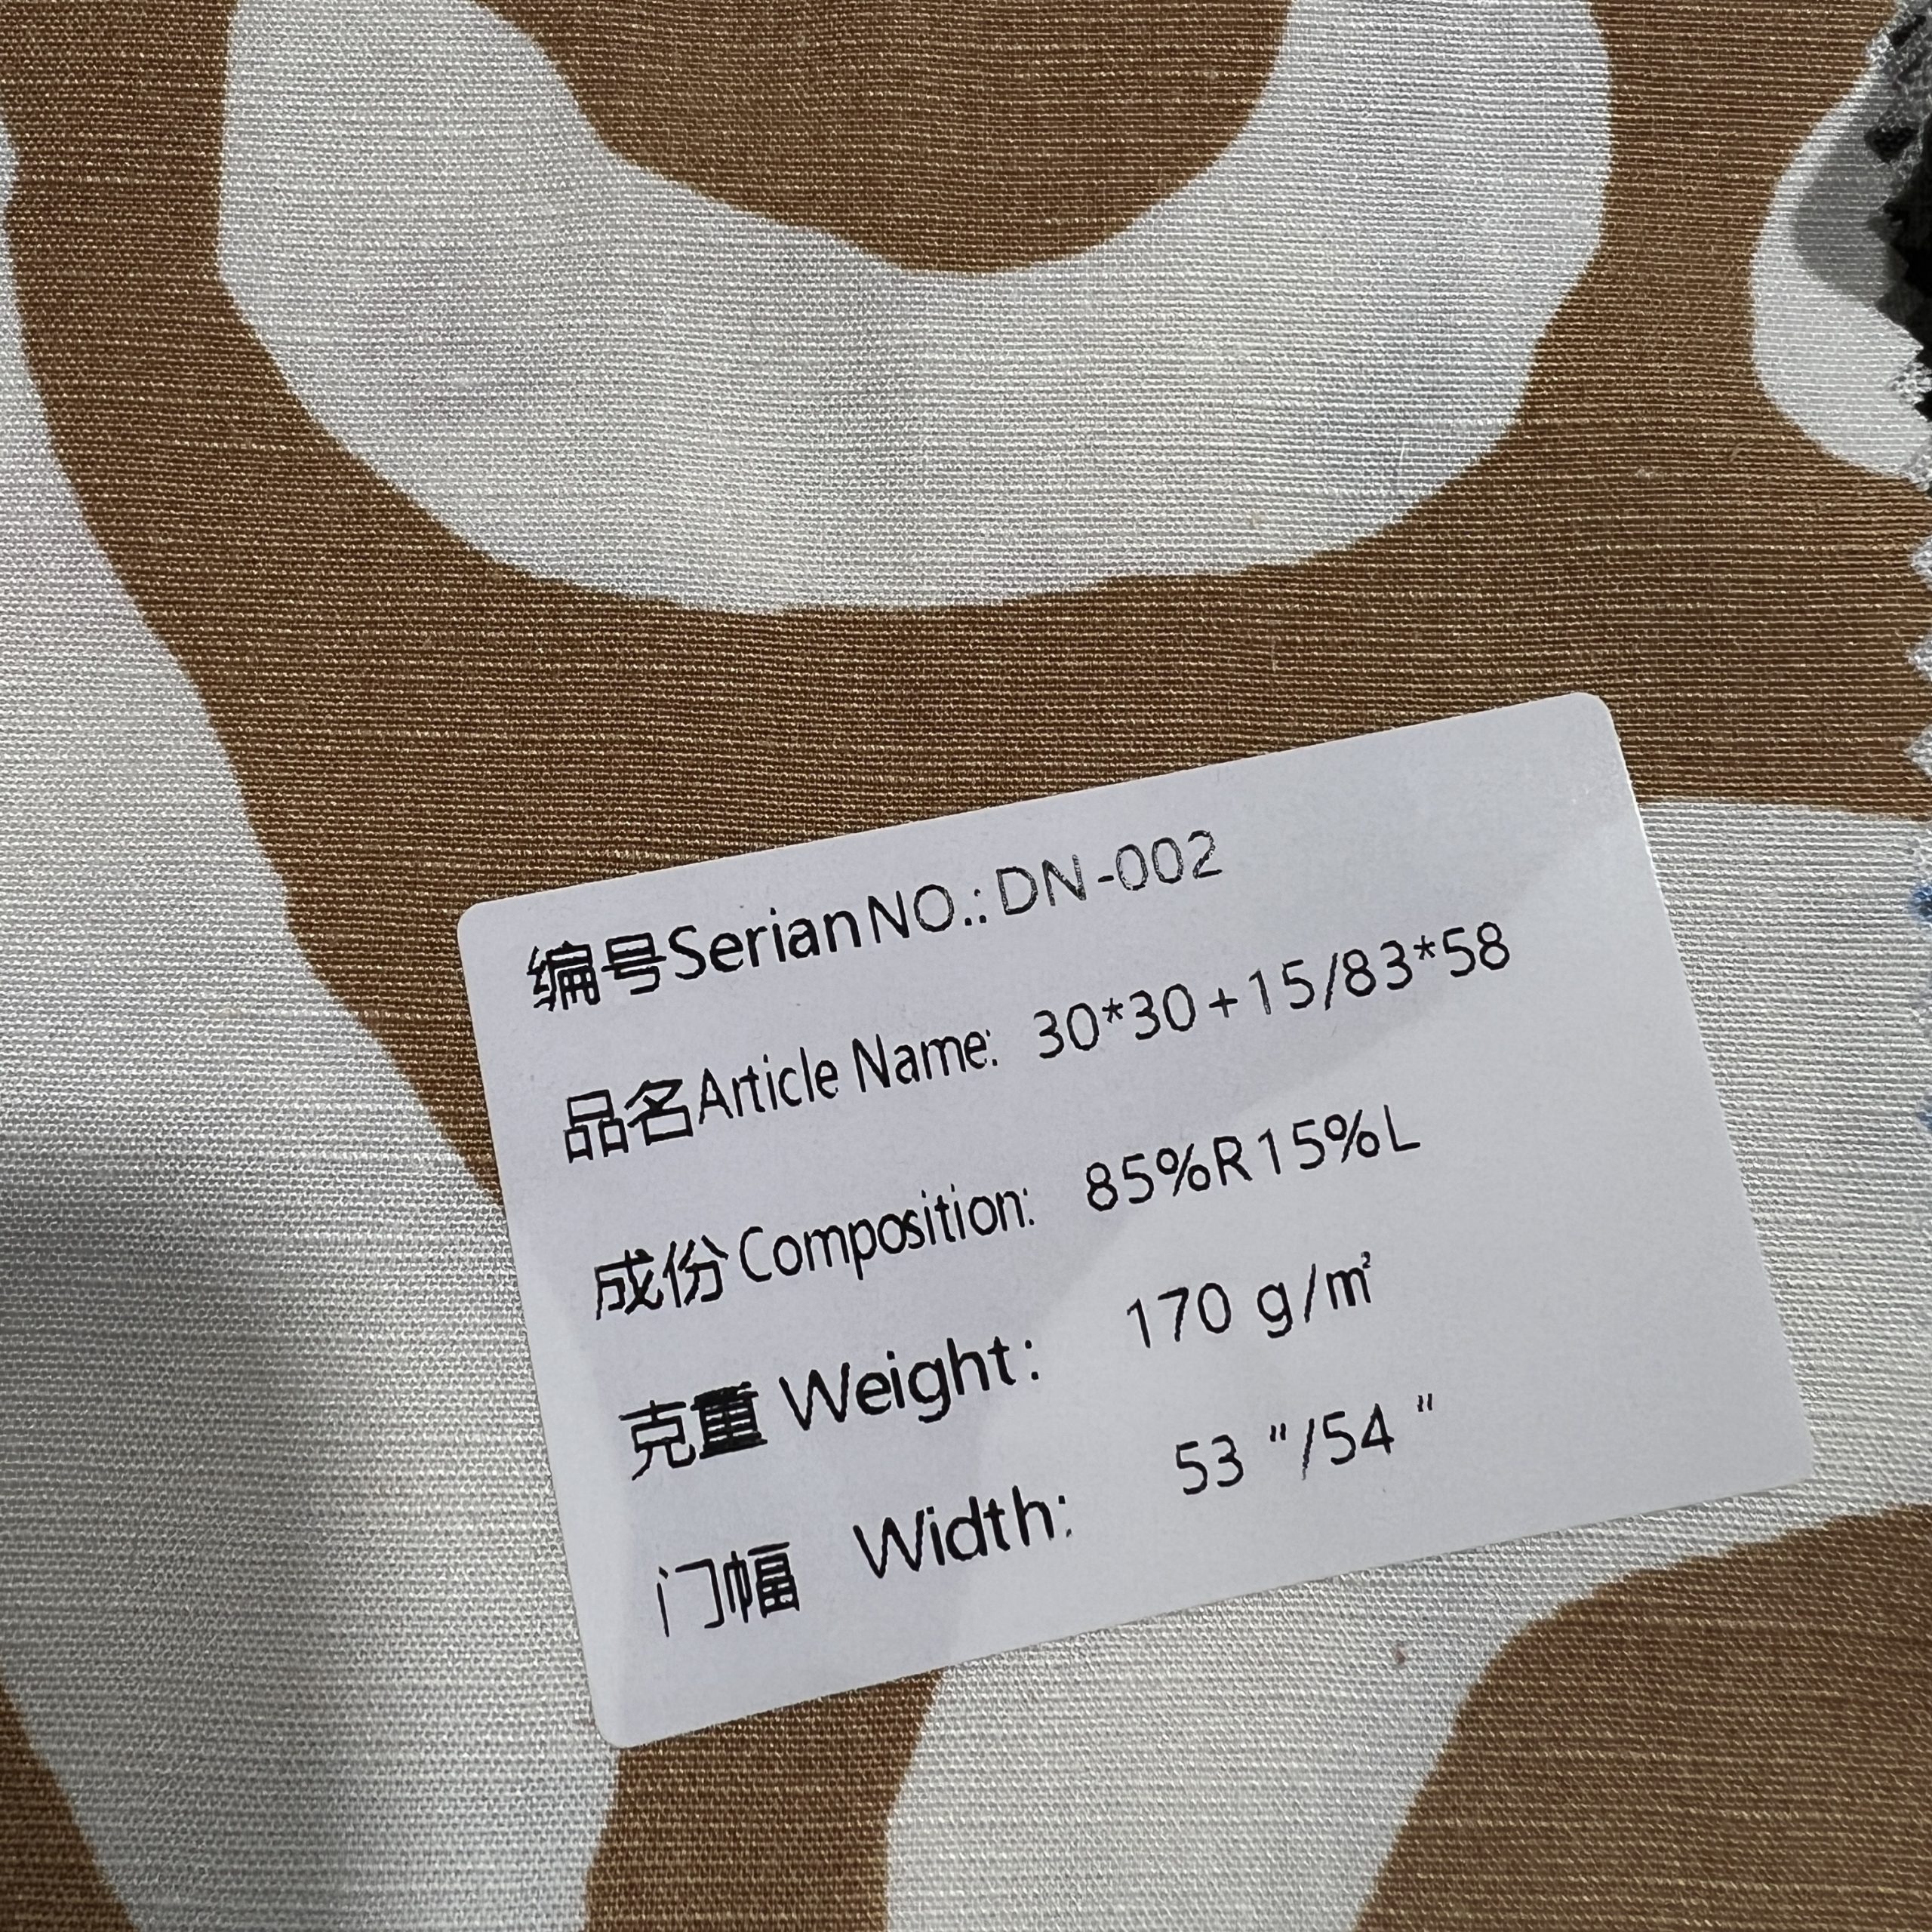 编号SerianNO.:DN-002
品名Article Name: 30*30+15/83*58
成份Composition: 85%R15%L
克重 Weight: 170 g/㎡
门幅 Width: 53 "/54 "